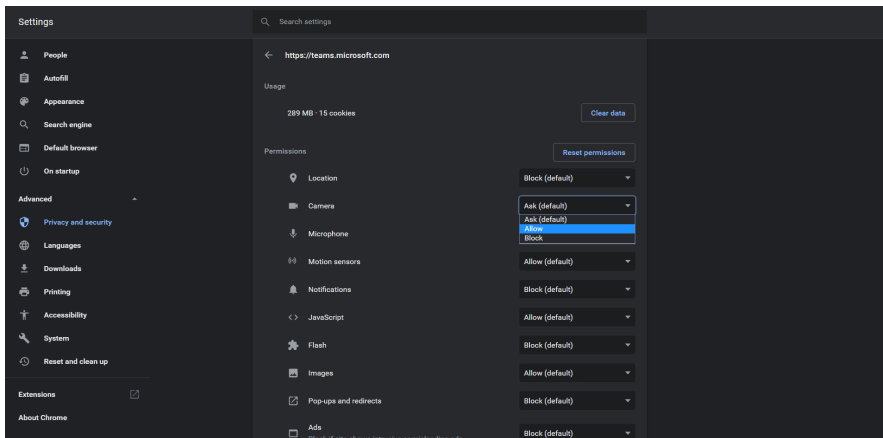 Settings
Search settings
People
Autofill
Appearance
Search engine
Default browser
On startup
Advanced
Privacy and security
Languages
Downloads
Printing
Accessibility
System
Reset and clean up
Extensions
About Chrome
https://teams.microsoft.com
Usage
289 MB · 15 cookies
Clear data
Permissions
Reset permissions
Location
Block (default)
Camera
Ask (default)
Ask (default)
Allow
Block
Microphone
Motion sensors
Allow (default)
Notifications
Block (default)
JavaScript
Allow (default)
Flash
Block (default)
Images
Allow (default)
Pop-ups and redirects
Block (default)
Ads
Block (default)